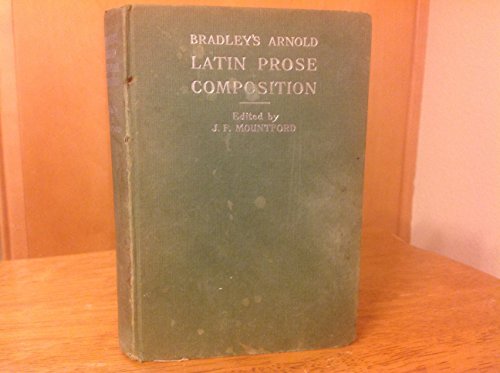 BRADLEY'S ARNOLD
LATIN PROSE
COMPOSITION
Edited by
J. F. MOUNTFORD